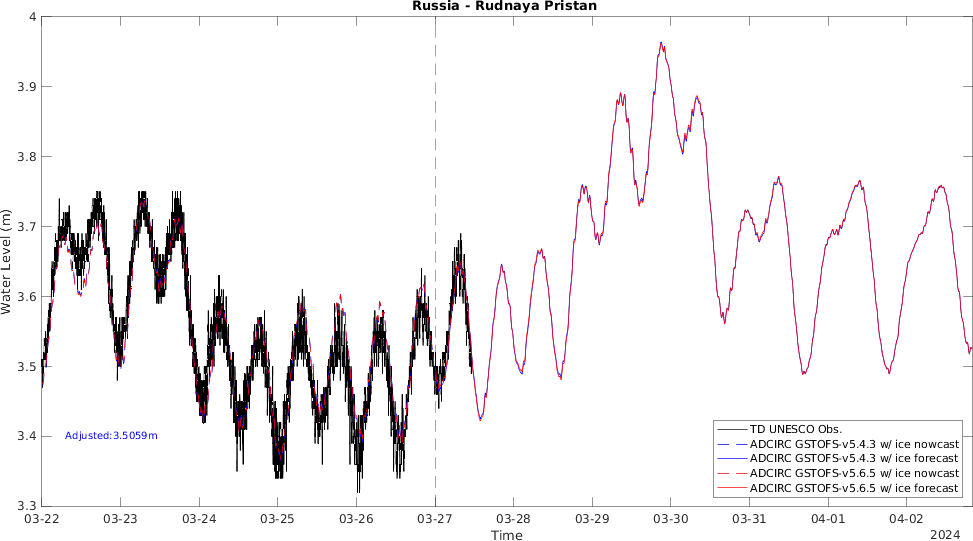 Russia - Rudnaya Pristan
4
3.9
3.8
3.7
3.6
3.5
3.4
3.3
Water Level (m)
Adjusted:3.5059m
TD UNESCO Obs.
ADCIRC GSTOFS-v5.4.3 w/ ice nowcast
ADCIRC GSTOFS-v5.4.3 w/ ice forecast
ADCIRC GSTOFS-v5.6.5 w/ ice nowcast
ADCIRC GSTOFS-v5.6.5 w/ ice forecast
03-22 03-23 03-24 03-25 03-26 03-27 03-28 03-29 03-30 03-31 04-01 04-02
Time
2024